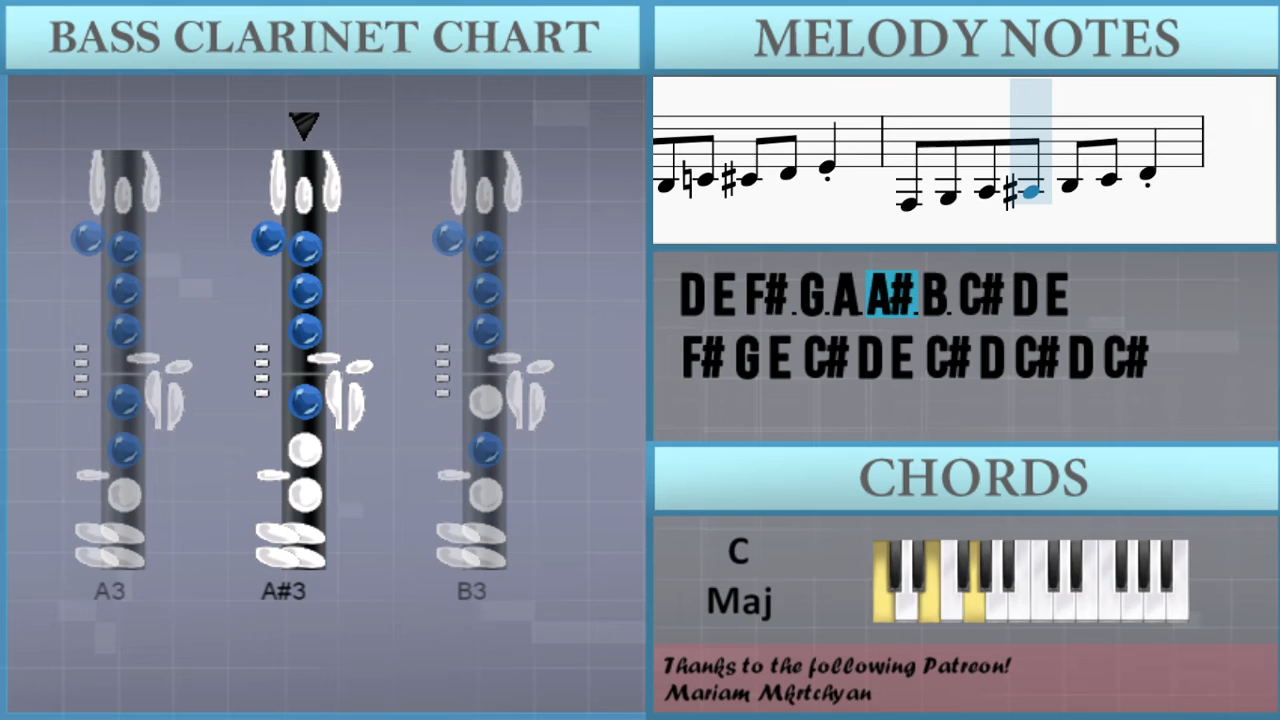 BASS CLARINET CHART
A3 A#3 B3
MELODY NOTES
D E F# . G . A . A# . B . C# D E
F# G E C# D E C# D C# D C#
CHORDS
C
Maj
Thanks to the following Patreon!
Mariam Mkrtchyan